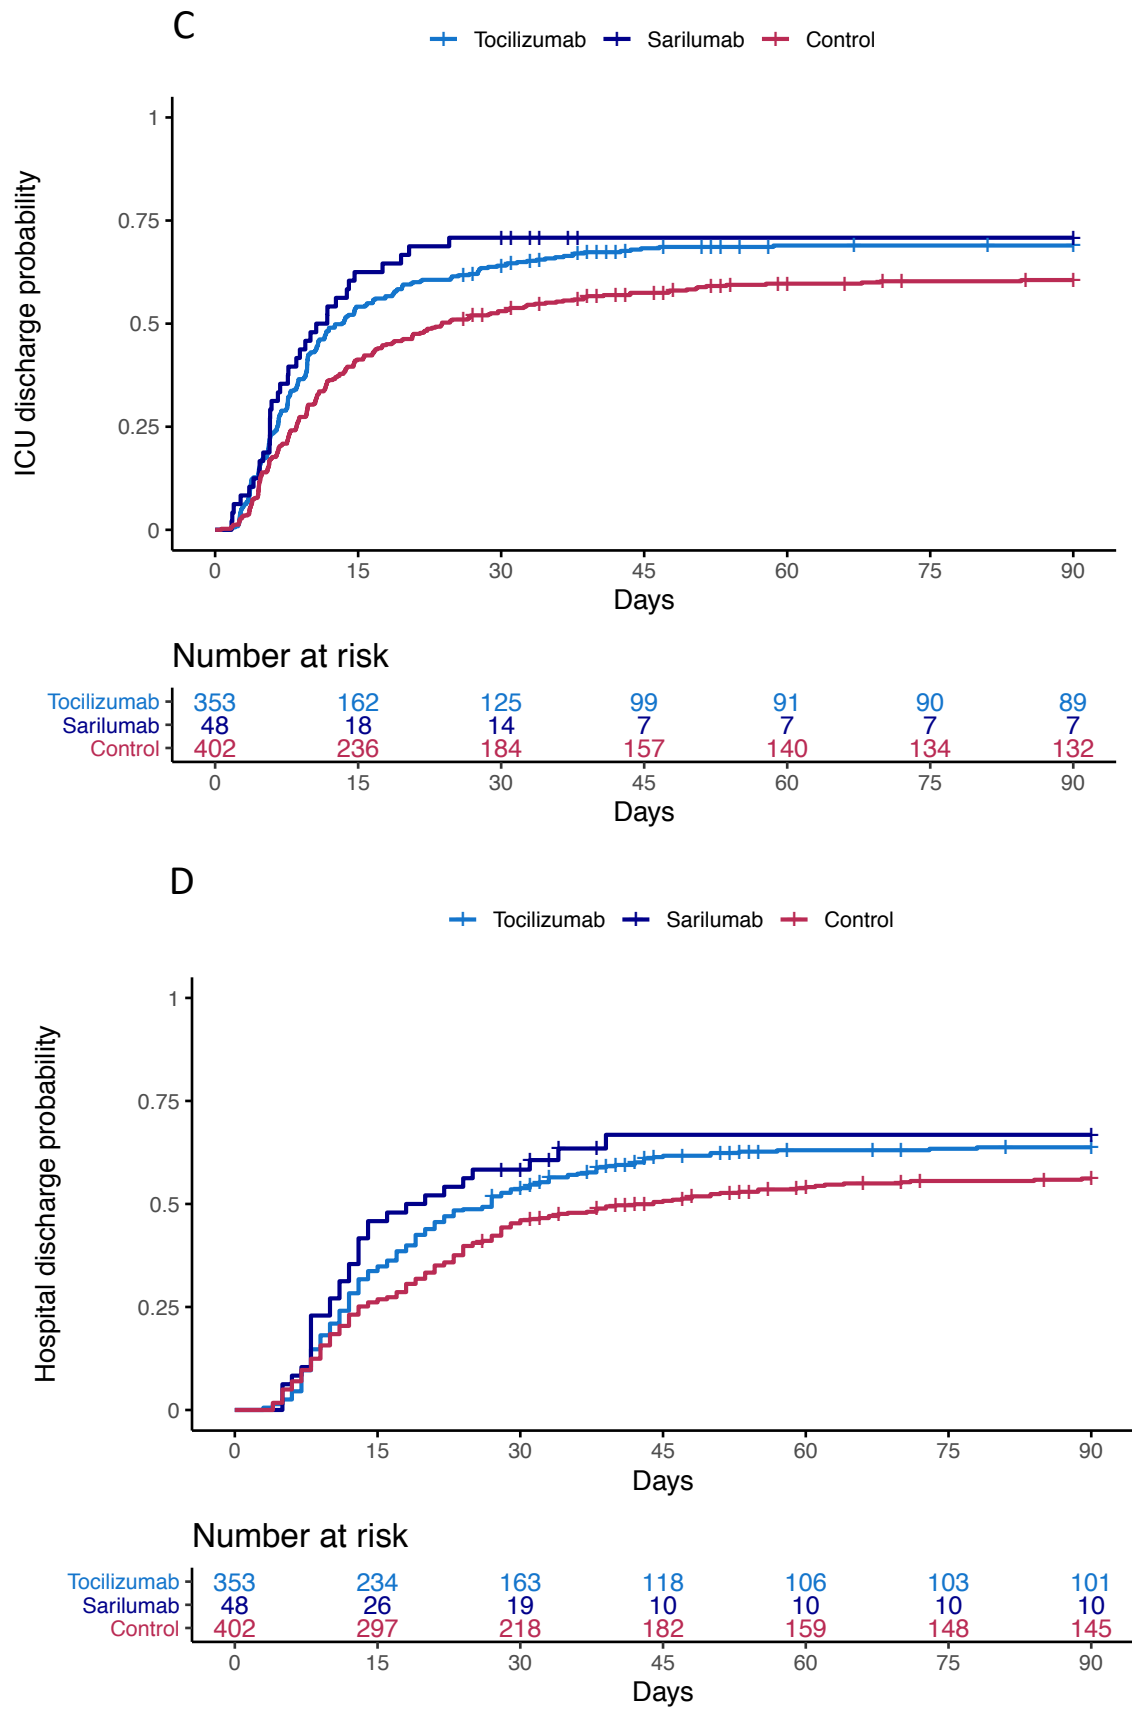 C
Tocilizumab Sarilumab Control
ICU discharge probability
1
0.75
0.5
0.25
0
0 15 30 45 60 75 90
Days
Number at risk
Tocilizumab 353 162 125 99 91 90 89
Sarilumab 48 18 14 7 7 7 7
Control 402 236 184 157 140 134 132
0 15 30 45 60 75 90
Days
D
Tocilizumab Sarilumab Control
Hospital discharge probability
1
0.75
0.5
0.25
0
0 15 30 45 60 75 90
Days
Number at risk
Tocilizumab 353 234 163 118 106 103 101
Sarilumab 48 26 19 10 10 10 10
Control 402 297 218 182 159 148 145
0 15 30 45 60 75 90
Days